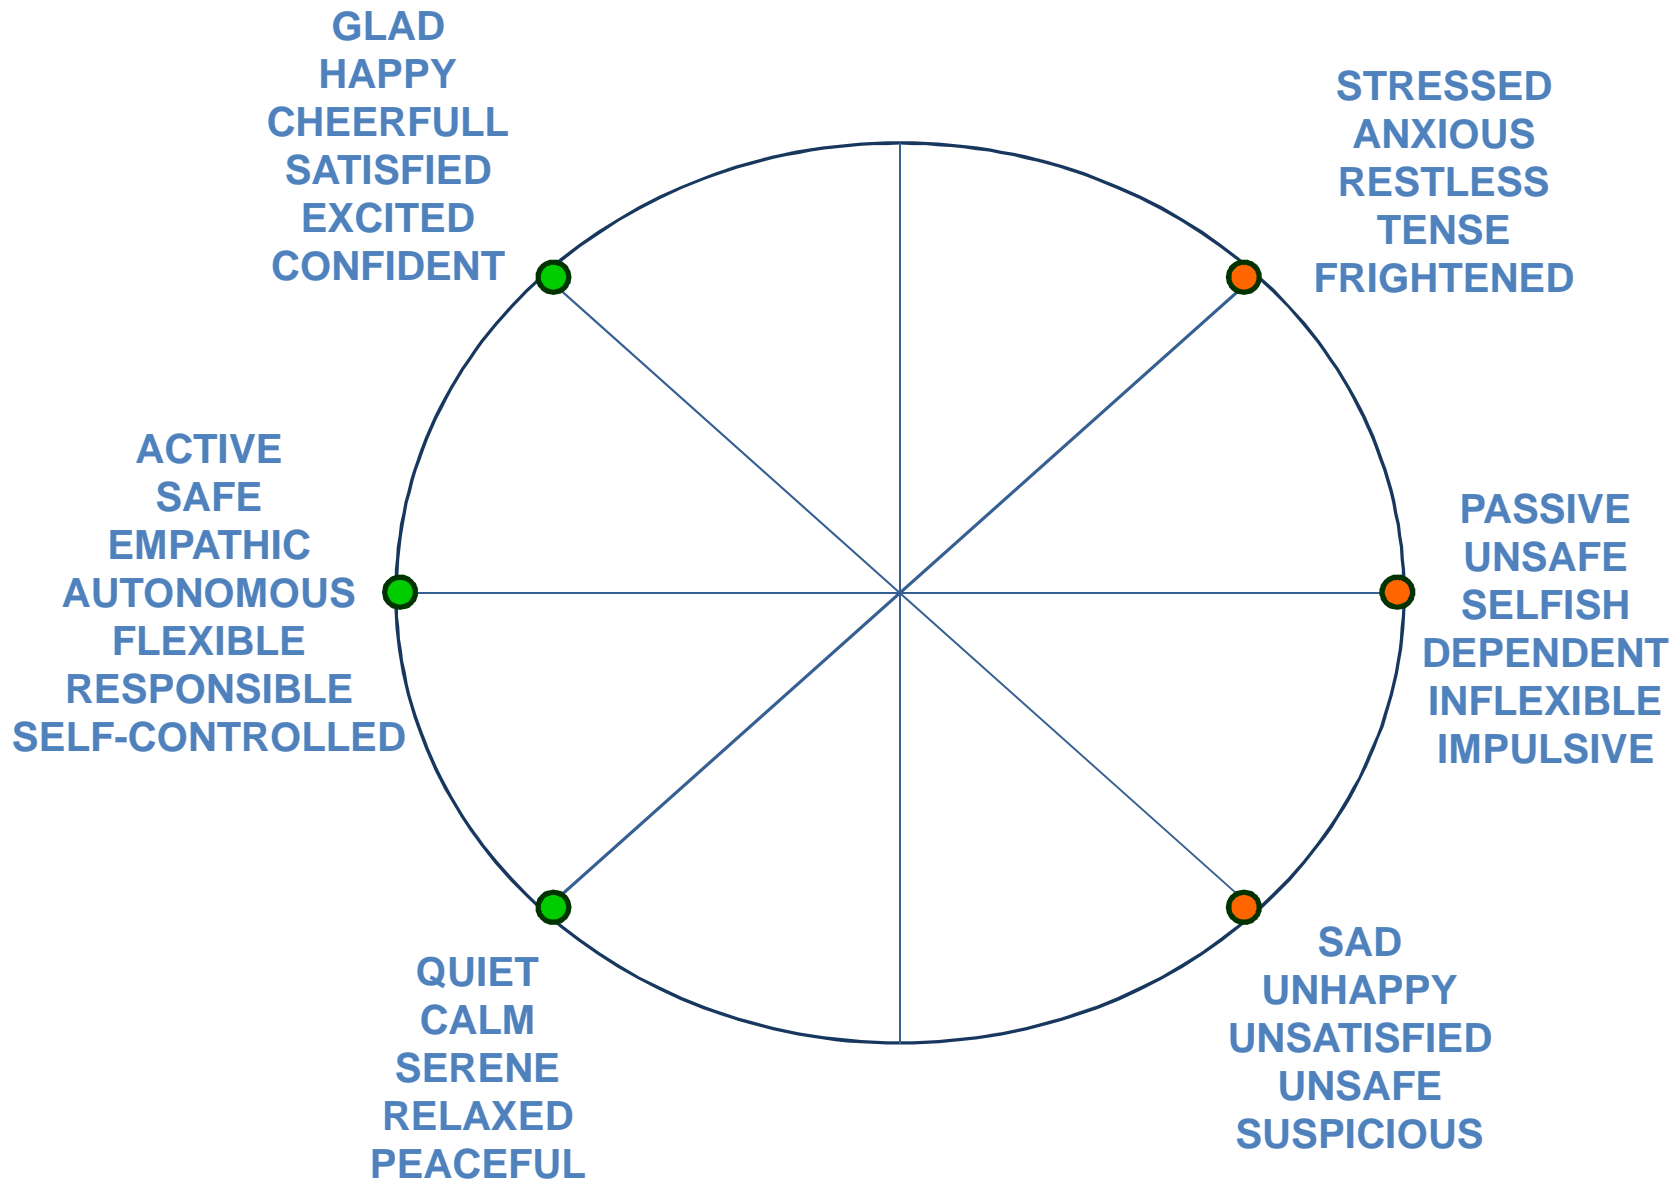 GLAD
HAPPY
CHEERFULL
SATISFIED
EXCITED
CONFIDENT
STRESSED
ANXIOUS
RESTLESS
TENSE
FRIGHTENED
ACTIVE
SAFE
EMPATHIC
AUTONOMOUS
FLEXIBLE
RESPONSIBLE
SELF-CONTROLLED
PASSIVE
UNSAFE
SELFISH
DEPENDENT
INFLEXIBLE
IMPULSIVE
QUIET
CALM
SERENE
RELAXED
PEACEFUL
SAD
UNHAPPY
UNSATISFIED
UNSAFE
SUSPICIOUS